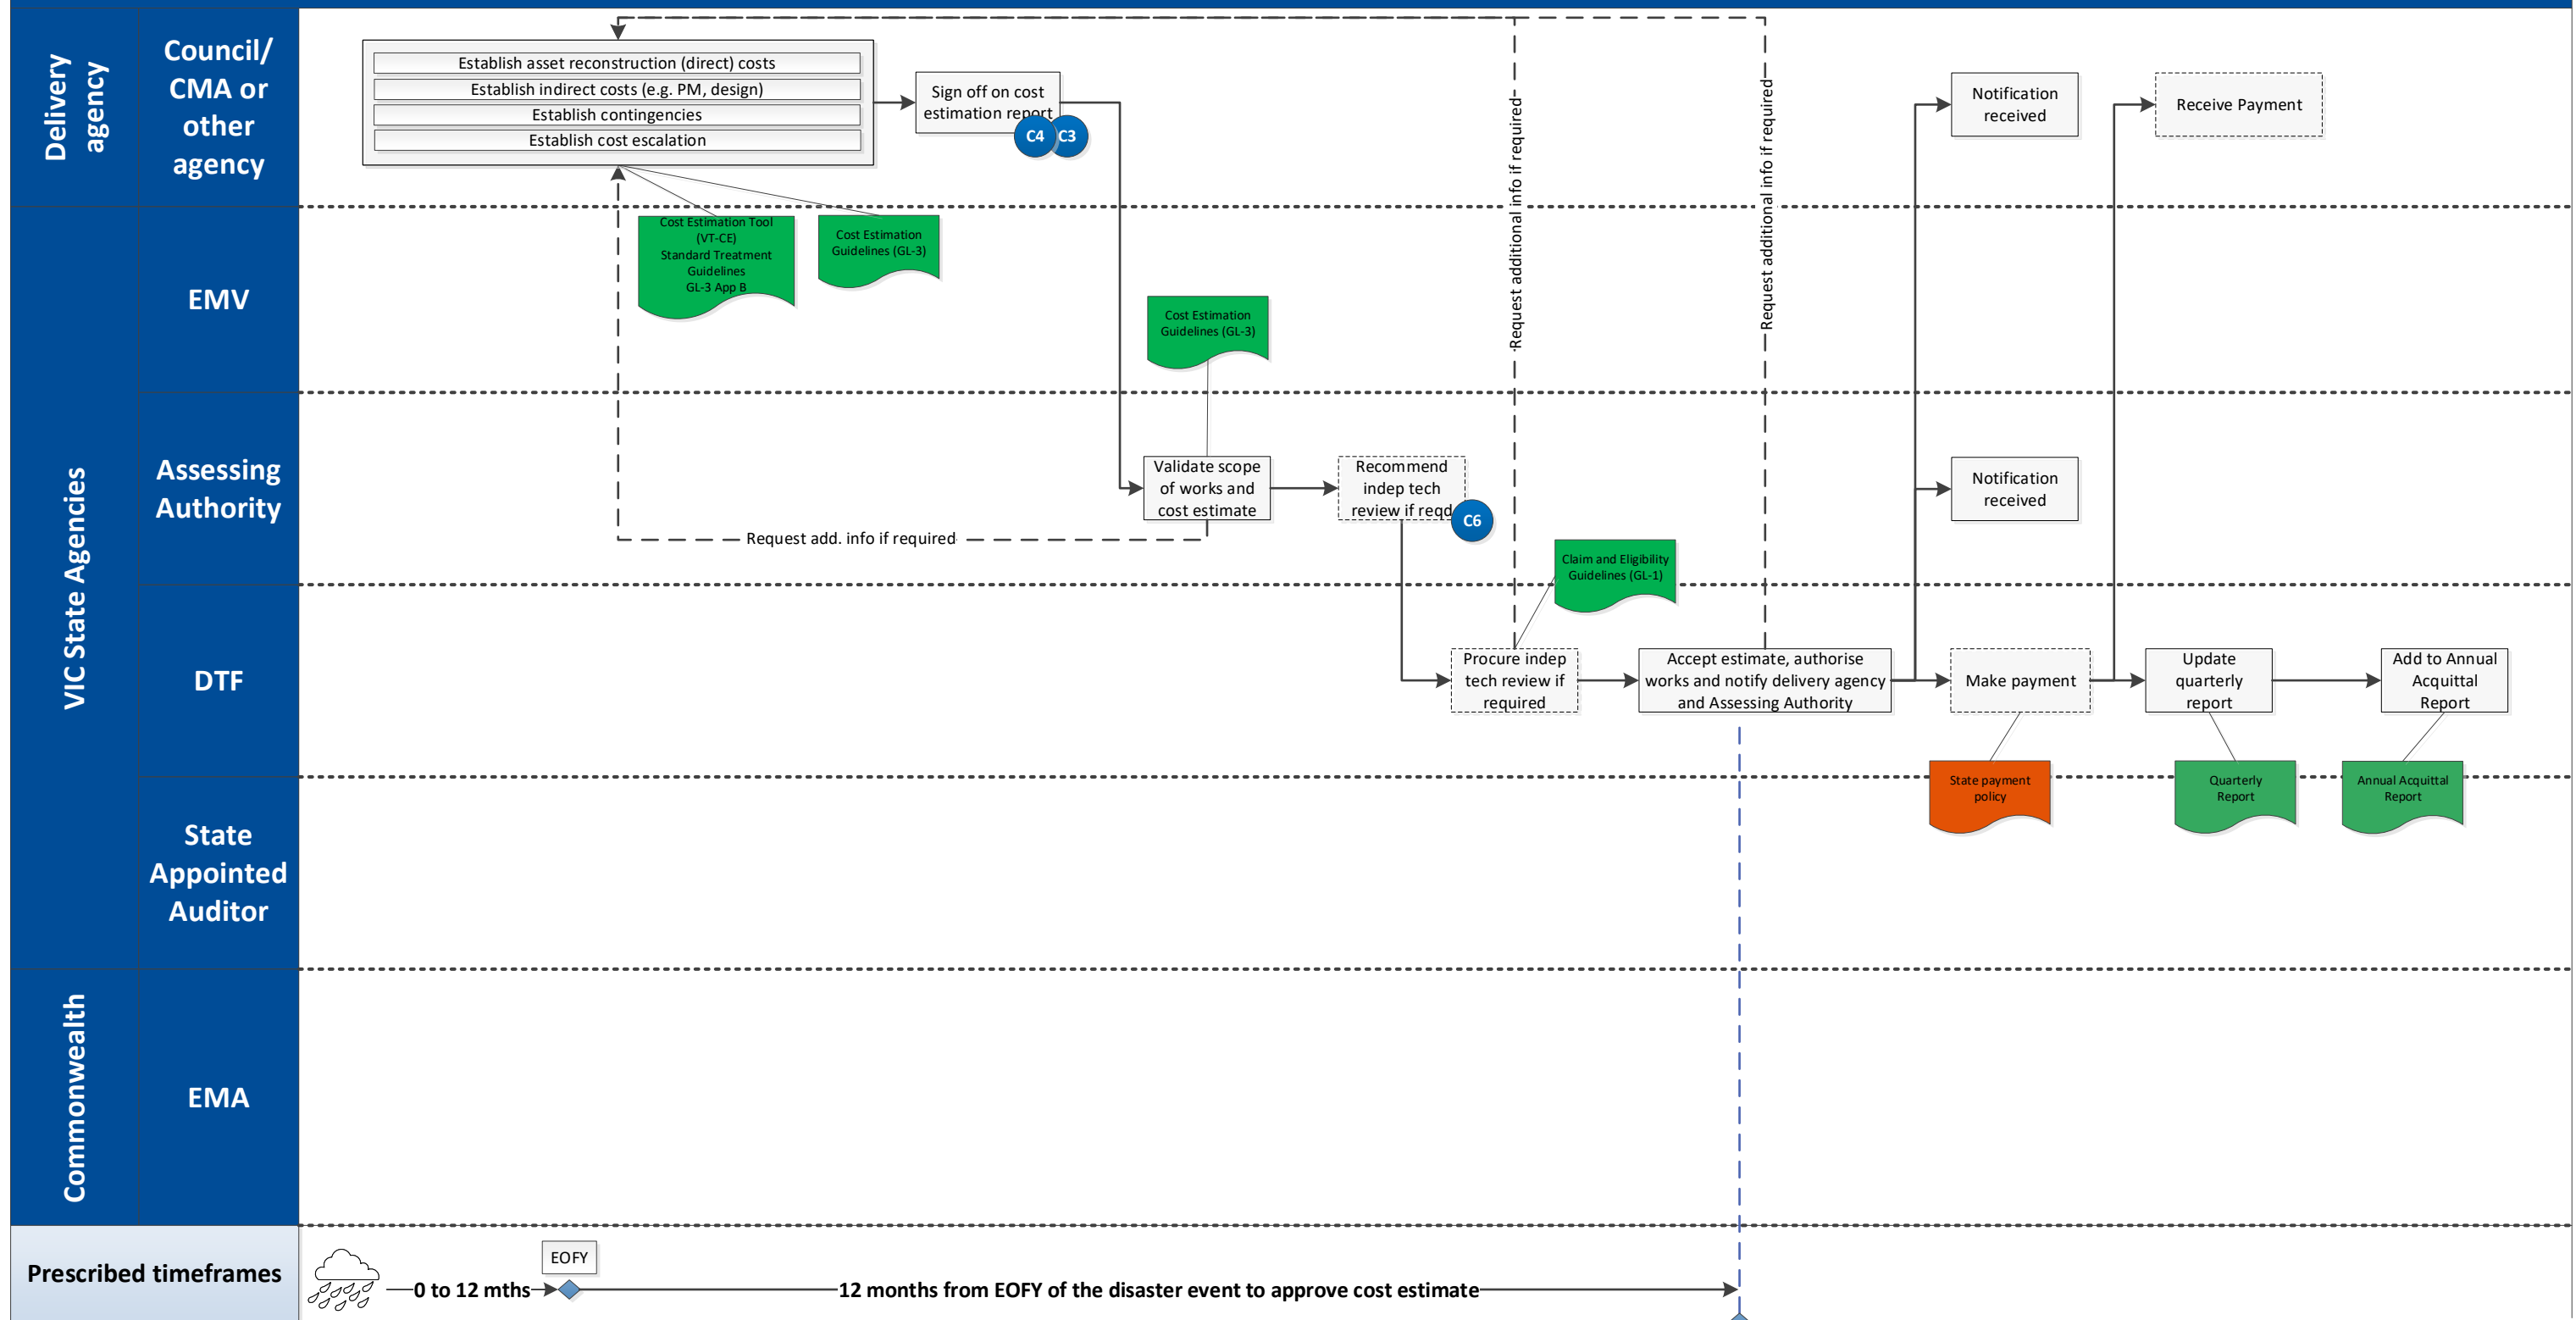 Delivery
agency
Council/
CMA or
other
agency
Establish asset reconstruction (direct) costs
Establish indirect costs (e.g. PM, design)
Establish contingencies
Establish cost escalation
Sign off on cost
estimation report
C4
C3
Request additional info if required
Request additional info if required
Notification
received
Receive Payment
VIC State Agencies
EMV
Cost Estimation Tool
(VT-CE)
Standard Treatment
Guidelines
GL-3 App B
Cost Estimation
Guidelines (GL-3)
Cost Estimation
Guidelines (GL-3)
Assessing
Authority
Validate scope
of works and
cost estimate
Recommend
indep tech
review if reqd
C6
Notification
received
Request add. info if required
Claim and Eligibility
Guidelines (GL-1)
DTF
Procure indep
tech review if
required
Accept estimate, authorise
works and notify delivery agency
and Assessing Authority
Make payment
Update
quarterly
report
Add to Annual
Acquittal
Report
State payment
policy
Quarterly
Report
Annual Acquittal
Report
State
Appointed
Auditor
Commonwealth
EMA
Prescribed timeframes
0 to 12 mths
EOFY
12 months from EOFY of the disaster event to approve cost estimate